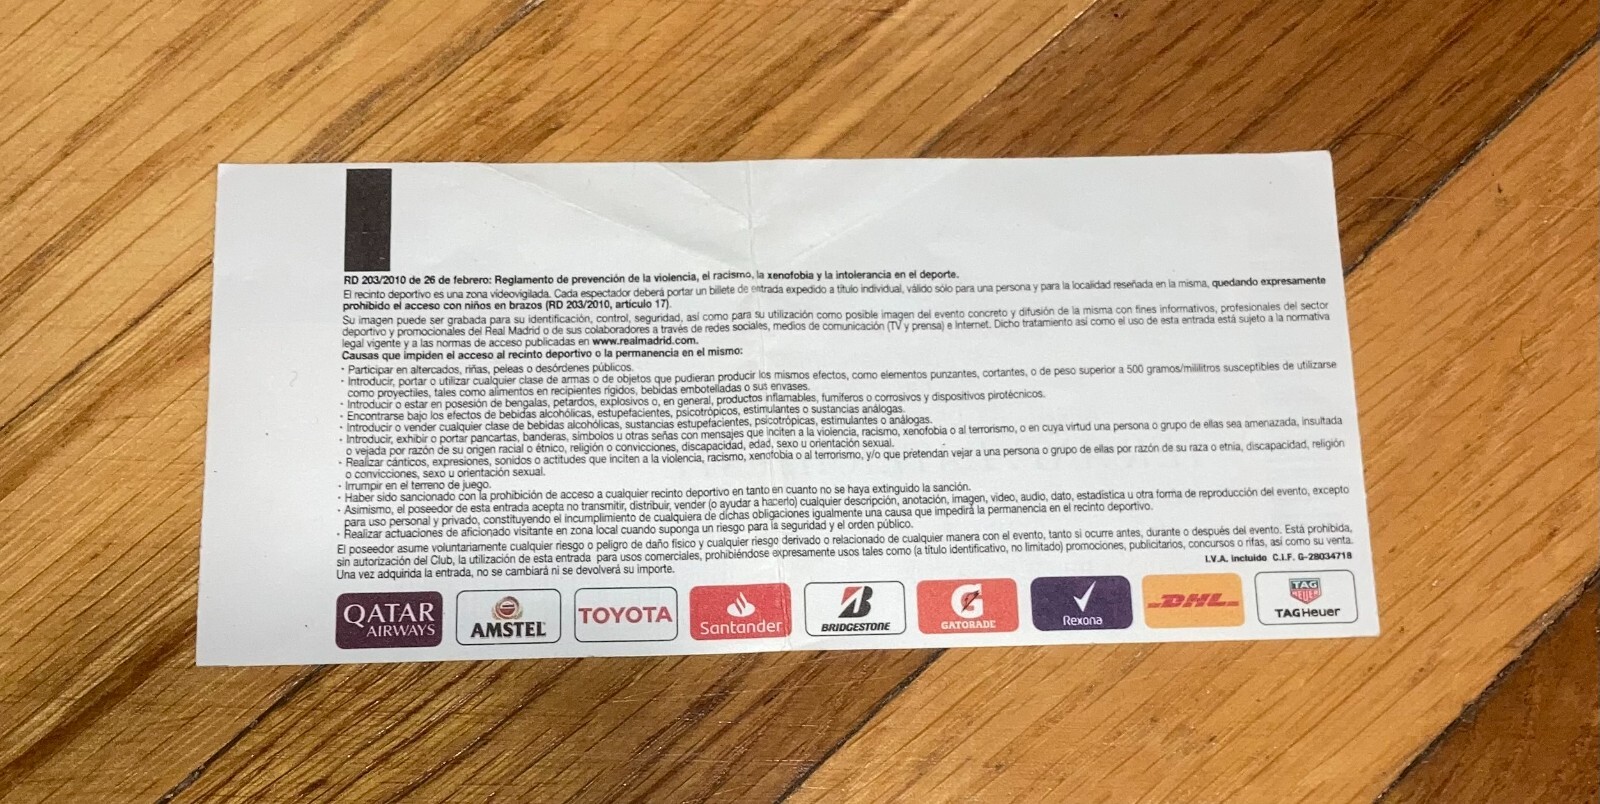 RD 203/2010 de 26 de febrero: Reglamento de prevención de la violencia, el racismo, la xenofobia y la intolerancia en el deporte.
El recinto deportivo es una zona videovigilada. Cada espectador deberá portar un billete de entrada expedido a título individual, válido sólo para una persona y para la localidad reseñada en la misma, quedando expresamente
prohibido el acceso con niños en brazos (RD 203/2010, artículo 17).
Su imagen puede ser grabada para su identificación, control, seguridad, así como para su utilización como posible imagen del evento concreto y difusión de la misma con fines informativos, profesionales del sector
deportivo y promocionales del Real Madrid o de sus colaboradores a través de redes sociales, medios de comunicación (TV y prensa) e Internet. Dicho tratamiento así como el uso de esta entrada está sujeto a la normativa
legal vigente y a las normas de acceso publicadas en www.realmadrid.com.
Causas que impiden el acceso al recinto deportivo o la permanencia en el mismo:
· Participar en altercados, riñas, peleas o desórdenes públicos.
· Introducir, portar o utilizar cualquier clase de armas o de objetos que pudieran producir los mismos efectos, como elementos punzantes, cortantes, o de peso superior a 500 gramos/mililitros susceptibles de utilizarse
como proyectiles, tales como alimentos en recipientes rígidos, bebidas embotelladas o sus envases.
· Introducir o estar en posesión de bengalas, petardos, explosivos o, en general, productos inflamables, fumíferos o corrosivos y dispositivos pirotécnicos.
· Encontrarse bajo los efectos de bebidas alcohólicas, estupefacientes, psicotrópicos, estimulantes o sustancias análogas.
· Introducir o vender cualquier clase de bebidas alcohólicas, sustancias estupefacientes, psicotrópicas, estimulantes o análogas.
· Introducir, exhibir o portar pancartas, banderas, símbolos u otras señas con mensajes que inciten a la violencia, racismo, xenofobia o al terrorismo, o en cuya virtud una persona o grupo de ellas sea amenazada, insultada
o vejada por razón de su origen racial o étnico, religión o convicciones, discapacidad, edad, sexo u orientación sexual.
· Realizar cánticos, expresiones, sonidos o actitudes que inciten a la violencia, racismo, xenofobia o al terrorismo, y/o que pretendan vejar a una persona o grupo de ellas por razón de su raza o etnia, discapacidad, religión
o convicciones, sexo u orientación sexual.
· Irrumpir en el terreno de juego.
· Haber sido sancionado con la prohibición de acceso a cualquier recinto deportivo en tanto en cuanto no se haya extinguido la sanción.
· Asimismo, el poseedor de esta entrada acepta no transmitir, distribuir, vender (o ayudar a hacerlo) cualquier descripción, anotación, imagen, video, audio, dato, estadística u otra forma de reproducción del evento, excepto
para uso personal y privado, constituyendo el incumplimiento de cualquiera de dichas obligaciones igualmente una causa que impedirá la permanencia en el recinto deportivo.
· Realizar actuaciones de aficionado visitante en zona local cuando suponga un riesgo para la seguridad y el orden público.
El poseedor asume voluntariamente cualquier riesgo o peligro de daño físico y cualquier riesgo derivado o relacionado de cualquier manera con el evento, tanto si ocurre antes, durante o después del evento. Está prohibida,
sin autorización del Club, la utilización de esta entrada para usos comerciales, prohibiéndose expresamente usos tales como (a título identificativo, no limitado) promociones, publicitarios, concursos o rifas, así como su venta.
Una vez adquirida la entrada, no se cambiará ni se devolverá su importe.
I.V.A. incluido C.I.F. G-28034718
QATAR AIRWAYS
AMSTEL
TOYOTA
Santander
BRIDGESTONE
GATORADE
Rexona
DHL
TAG HEUER
TAGHeuer